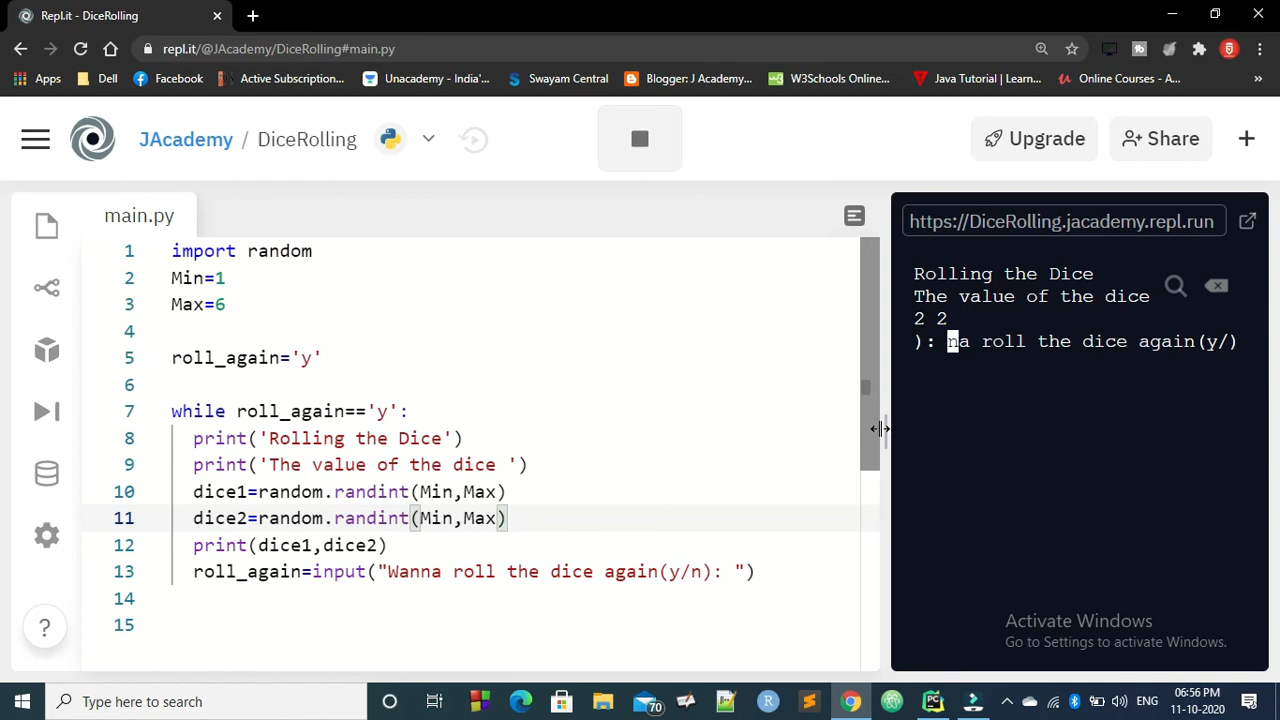 Repl.it - DiceRolling
repl.it/@JAcademy/DiceRolling#main.py
Apps Dell Facebook Active Subscription... Unacademy - India'... Swayam Central Blogger: J Academy... W3Schools Online... Java Tutorial | Learn... Online Courses - A... »
JAcademy / DiceRolling Upgrade Share
main.py
1 import random
2 Min=1
3 Max=6
4
5 roll_again='y'
6
7 while roll_again=='y':
8 print('Rolling the Dice')
9 print('The value of the dice ')
10 dice1=random.randint(Min,Max)
11 dice2=random.randint(Min,Max)
12 print(dice1,dice2)
13 roll_again=input("Wanna roll the dice again(y/n): ")
14
15
https://DiceRolling.jacademy.repl.run
Rolling the Dice
The value of the dice
2 2
): na roll the dice again(y/)
Activate Windows
Go to Settings to activate Windows.
Type here to search
70
ENG
06:56 PM
11-10-2020